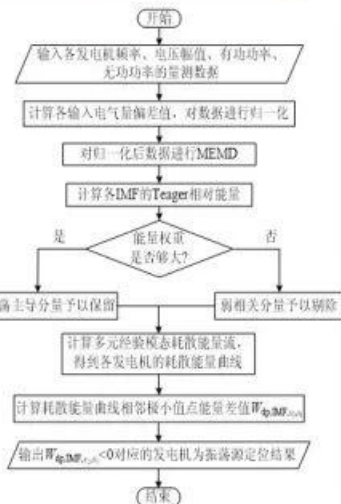 开始
输入各发电机频率、电压幅值、有功功率、
无功功率的量测数据
计算各输入电气量偏差值，对数据进行归一化
对归一化后数据进行MEMD
计算各IMF的Teager相对能量
是
能量权重
是否够大?
否
荡主导分量予以保留
弱相关分量予以剔除
计算多元经验模态耗散能量流，
得到各发电机的耗散能量曲线
计算耗散能量曲线相邻极小值点能量差值
输出 <0对应的发电机为振荡源定位结果
结束